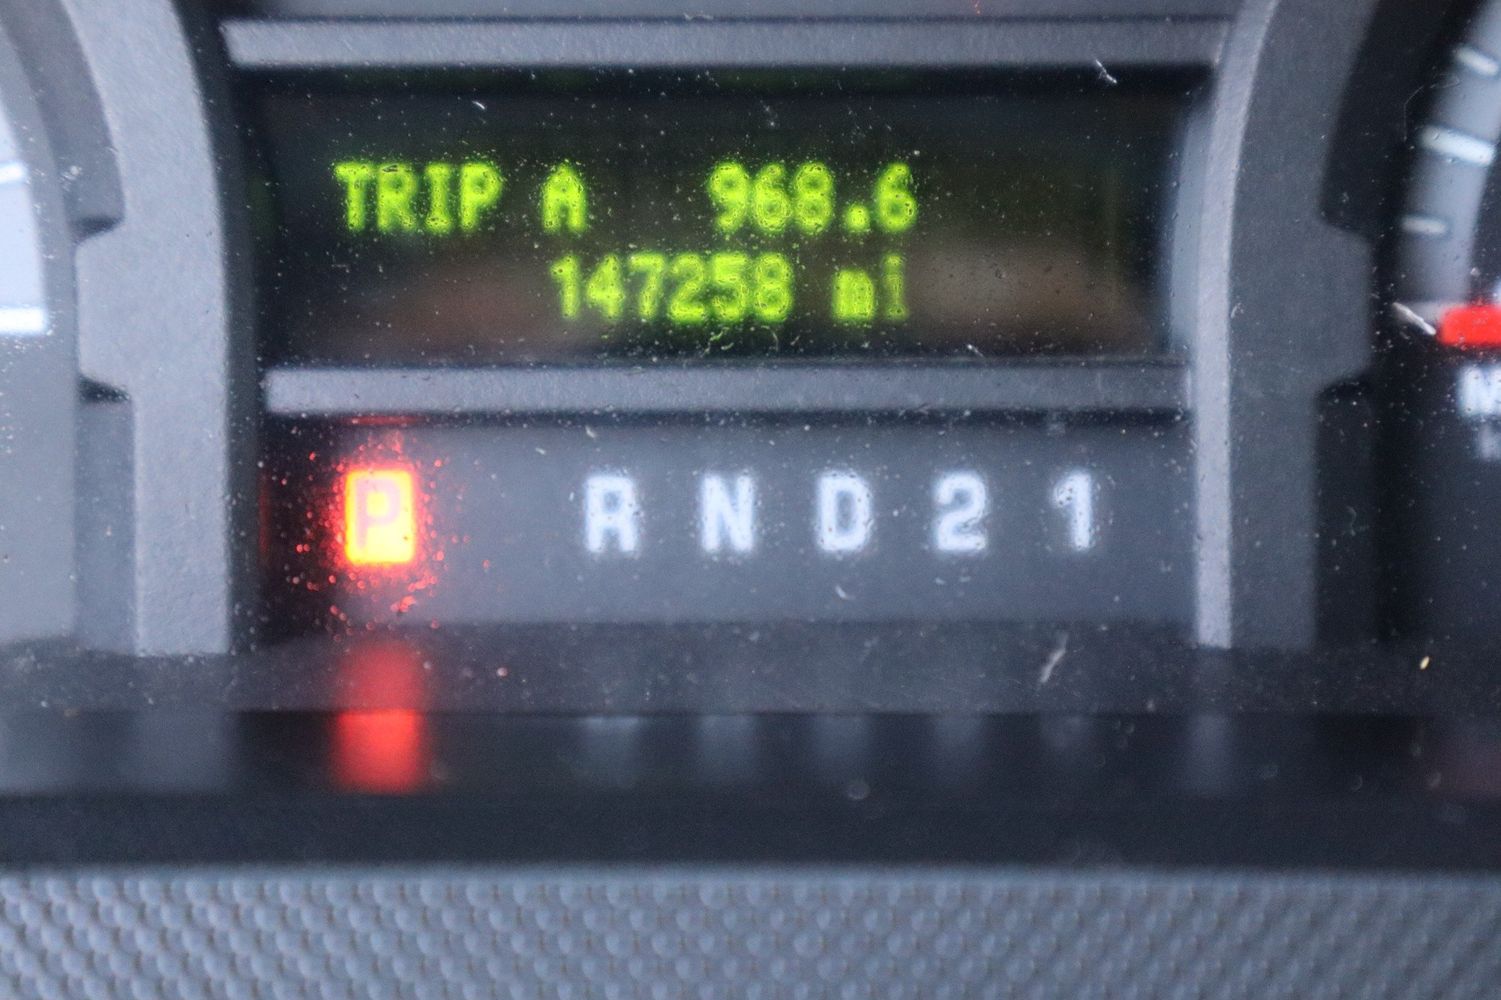 TRIP A 968.6
147258 mi
P R N D 2 1